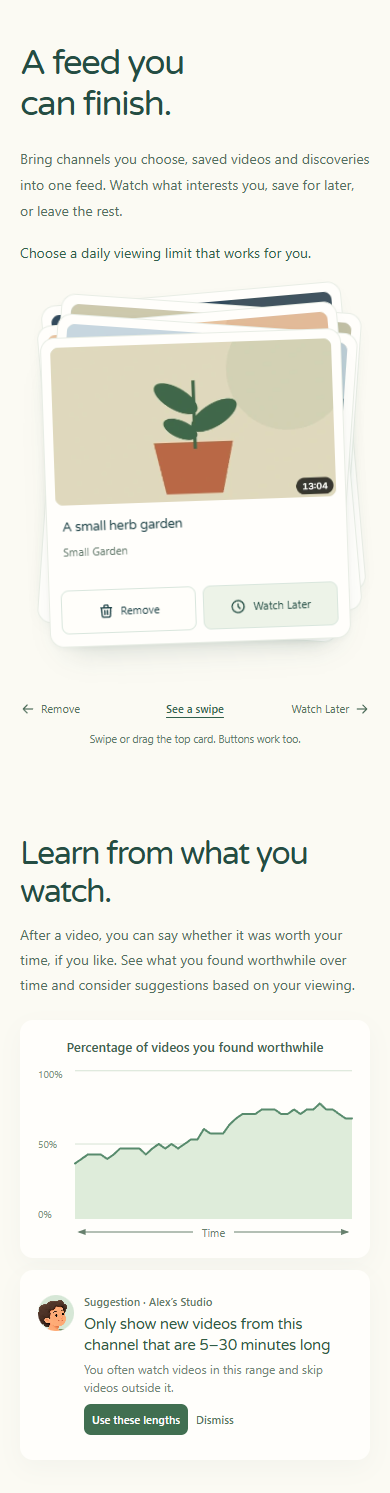 A feed you
can finish.
Bring channels you choose, saved videos and discoveries
into one feed. Watch what interests you, save for later,
or leave the rest.
Choose a daily viewing limit that works for you.
13:04
A small herb garden
Small Garden
Remove
Watch Later
← Remove
See a swipe
Watch Later →
Swipe or drag the top card. Buttons work too.
Learn from what you
watch.
After a video, you can say whether it was worth your
time, if you like. See what you found worthwhile over
time and consider suggestions based on your viewing.
Percentage of videos you found worthwhile
100%
50%
0%
Time
Suggestion · Alex's Studio
Only show new videos from this
channel that are 5–30 minutes long
You often watch videos in this range and skip
videos outside it.
Use these lengths
Dismiss